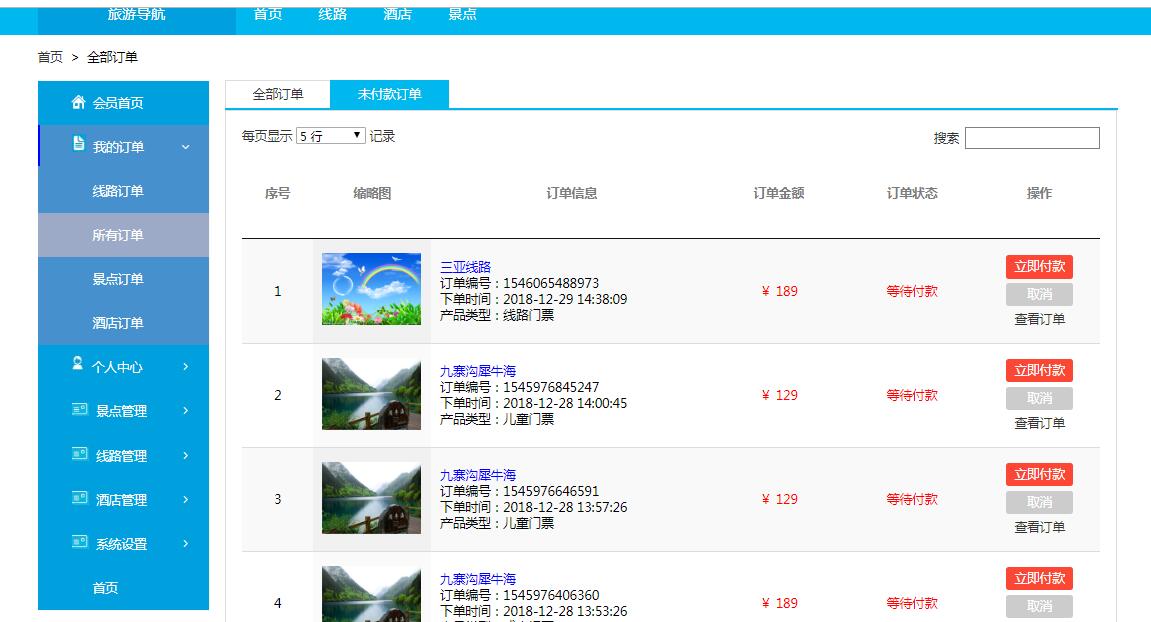 旅游导航 首页 线路 酒店 景点
首页 > 全部订单
会员首页
我的订单
线路订单
所有订单
景点订单
酒店订单
个人中心
景点管理
线路管理
酒店管理
系统设置
首页
全部订单 未付款订单
每页显示 5 行 记录 搜索
序号 缩略图 订单信息 订单金额 订单状态 操作
1
三亚线路
订单编号：1546065488973
下单时间：2018-12-29 14:38:09
产品类型：线路门票
¥ 189
等待付款
立即付款
取消
查看订单
2
九寨沟犀牛海
订单编号：1545976845247
下单时间：2018-12-28 14:00:45
产品类型：儿童门票
¥ 129
等待付款
立即付款
取消
查看订单
3
九寨沟犀牛海
订单编号：1545976646591
下单时间：2018-12-28 13:57:26
产品类型：儿童门票
¥ 129
等待付款
立即付款
取消
查看订单
4
九寨沟犀牛海
订单编号：1545976406360
下单时间：2018-12-28 13:53:26
¥ 189
等待付款
立即付款
取消